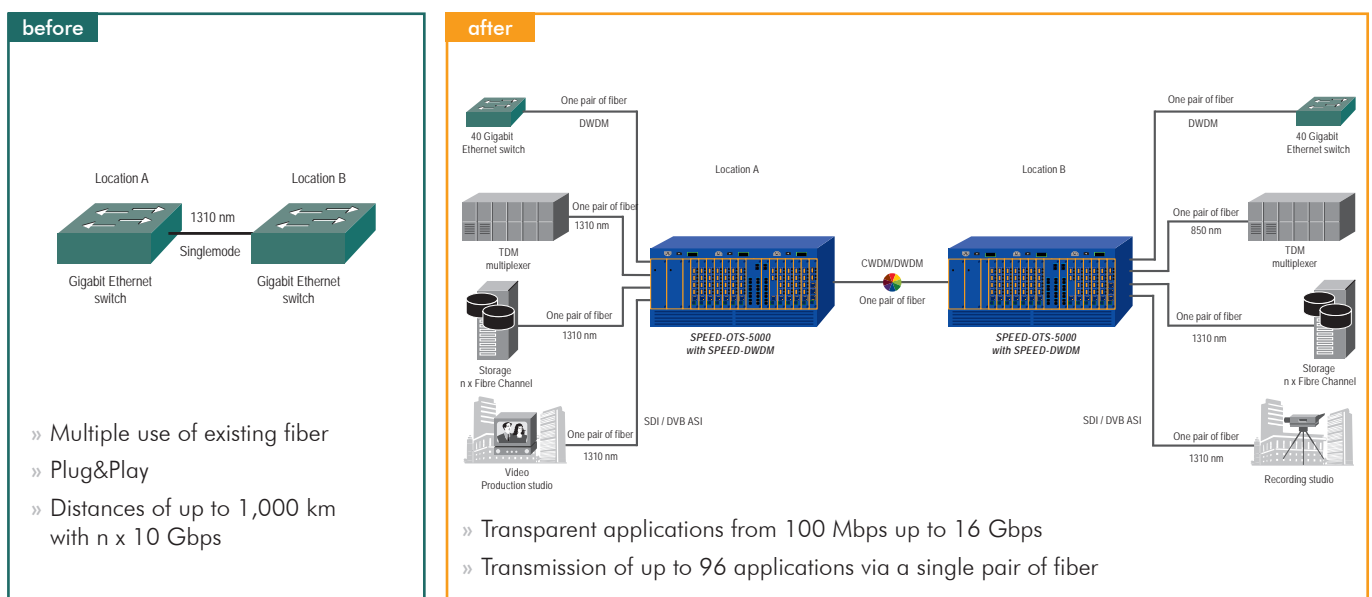 before
Location A
Location B
1310 nm
Singlemode
Gigabit Ethernet
switch
Gigabit Ethernet
switch
» Multiple use of existing fiber
» Plug&Play
» Distances of up to 1,000 km
with n x 10 Gbps
after
One pair of fiber
DWDM
40 Gigabit
Ethernet switch
Location A
One pair of fiber
1310 nm
TDM
multiplexer
One pair of fiber
1310 nm
Storage
n x Fibre Channel
SDI / DVB ASI
One pair of fiber
1310 nm
Video
Production studio
SPEED-OTS-5000
with SPEED-DWDM
CWDM/DWDM
One pair of fiber
Location B
SPEED-OTS-5000
with SPEED-DWDM
One pair of fiber
DWDM
40 Gigabit
Ethernet switch
One pair of fiber
850 nm
TDM
multiplexer
One pair of fiber
1310 nm
Storage
n x Fibre Channel
SDI / DVB ASI
One pair of fiber
1310 nm
Recording studio
» Transparent applications from 100 Mbps up to 16 Gbps
» Transmission of up to 96 applications via a single pair of fiber